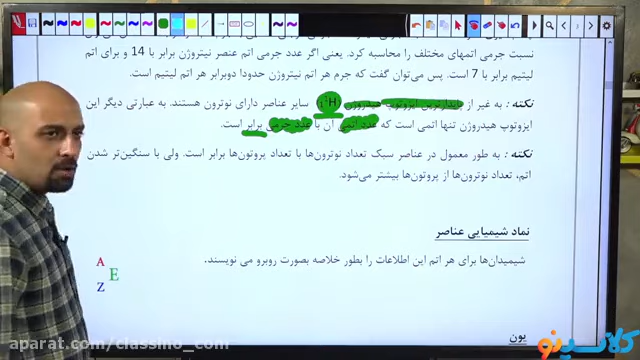 نسبت جرمی اتمهای مختلف را محاسبه کرد. یعنی اگر عدد جرمی اتم عنصر نیتروژن برابر با 14 و برای اتم
لیتیم برابر با 7 است. پس می‌توان گفت که جرم هر اتم نیتروژن حدودا دوبرابر هر اتم لیتیم است.
نکته : به غیر از پایدارترین ایزوتوپ هیدروژن (¹₁H) سایر عناصر دارای نوترون هستند. به عبارتی دیگر این
ایزوتوپ هیدروژن تنها اتمی است که عدد اتمی آن با عدد جرمی برابر است.
نکته : به طور معمول در عناصر سبک تعداد نوترون‌ها با تعداد پروتون‌ها برابر است. ولی با سنگین‌تر شدن
اتم، تعداد نوترون‌ها از پروتون‌ها بیشتر می‌شود.
نماد شیمیایی عناصر
شیمیدان‌ها برای هر اتم این اطلاعات را بطور خلاصه بصورت روبرو می نویسند.
A
E
Z
یون
کلاسینو
aparat.com/classino_com